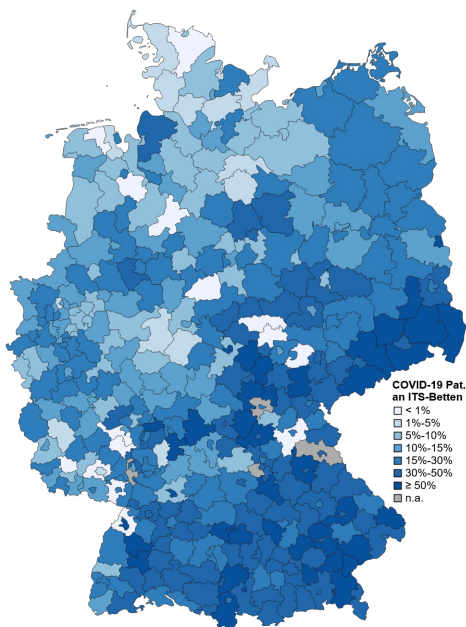 COVID-19 Pat.
an ITS-Betten
< 1%
1%-5%
5%-10%
10%-15%
15%-30%
30%-50%
≥ 50%
n.a.